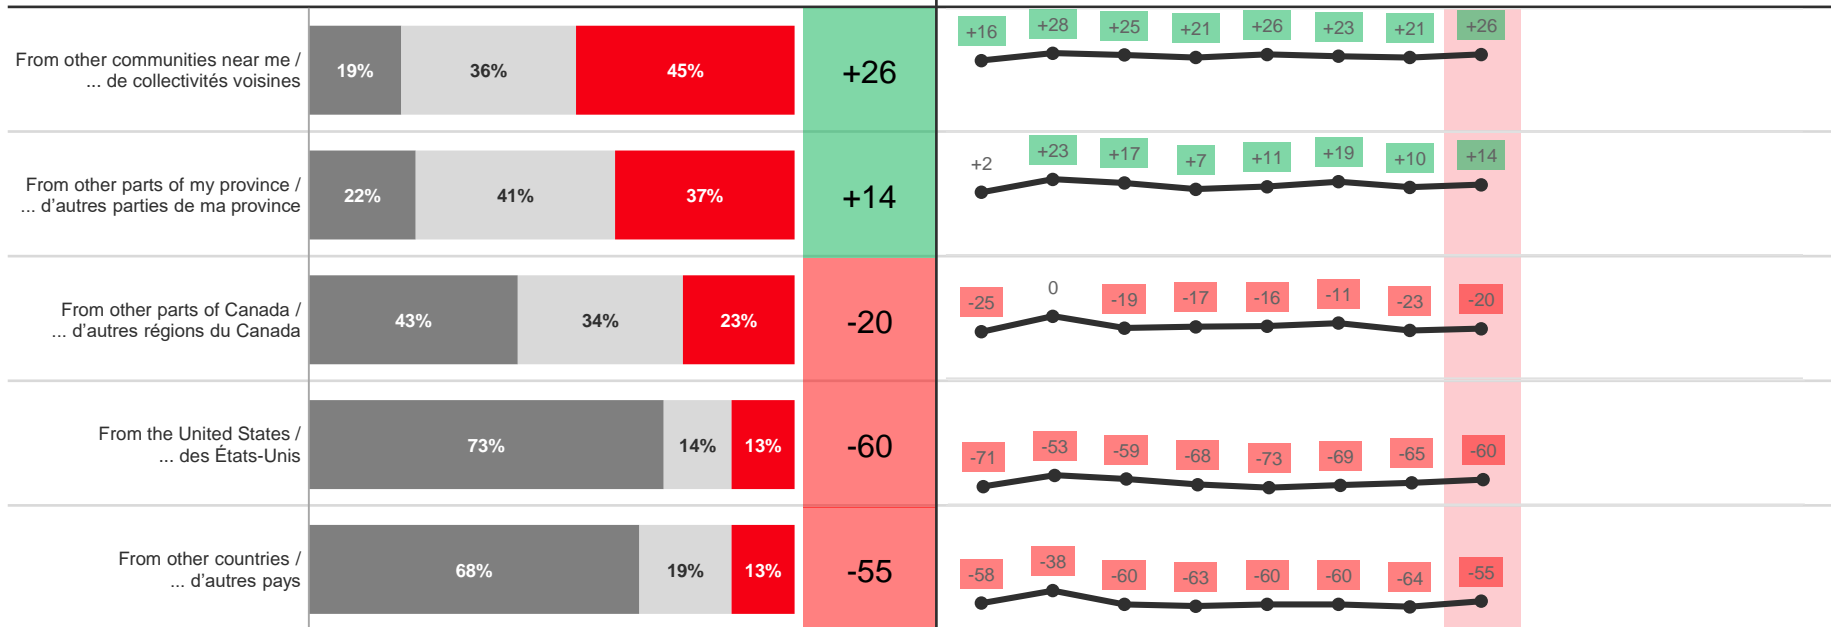 From other communities near me /
... de collectivités voisines
19% 36% 45% +26 +16 +28 +25 +21 +26 +23 +21 +26
From other parts of my province /
... d'autres parties de ma province
22% 41% 37% +14 +2 +23 +17 +7 +11 +19 +10 +14
From other parts of Canada /
... d'autres régions du Canada
43% 34% 23% -20 -25 0 -19 -17 -16 -11 -23 -20
From the United States /
... des États-Unis
73% 14% 13% -60 -71 -53 -59 -68 -73 -69 -65 -60
From other countries /
... d'autres pays
68% 19% 13% -55 -58 -38 -60 -63 -60 -60 -64 -55